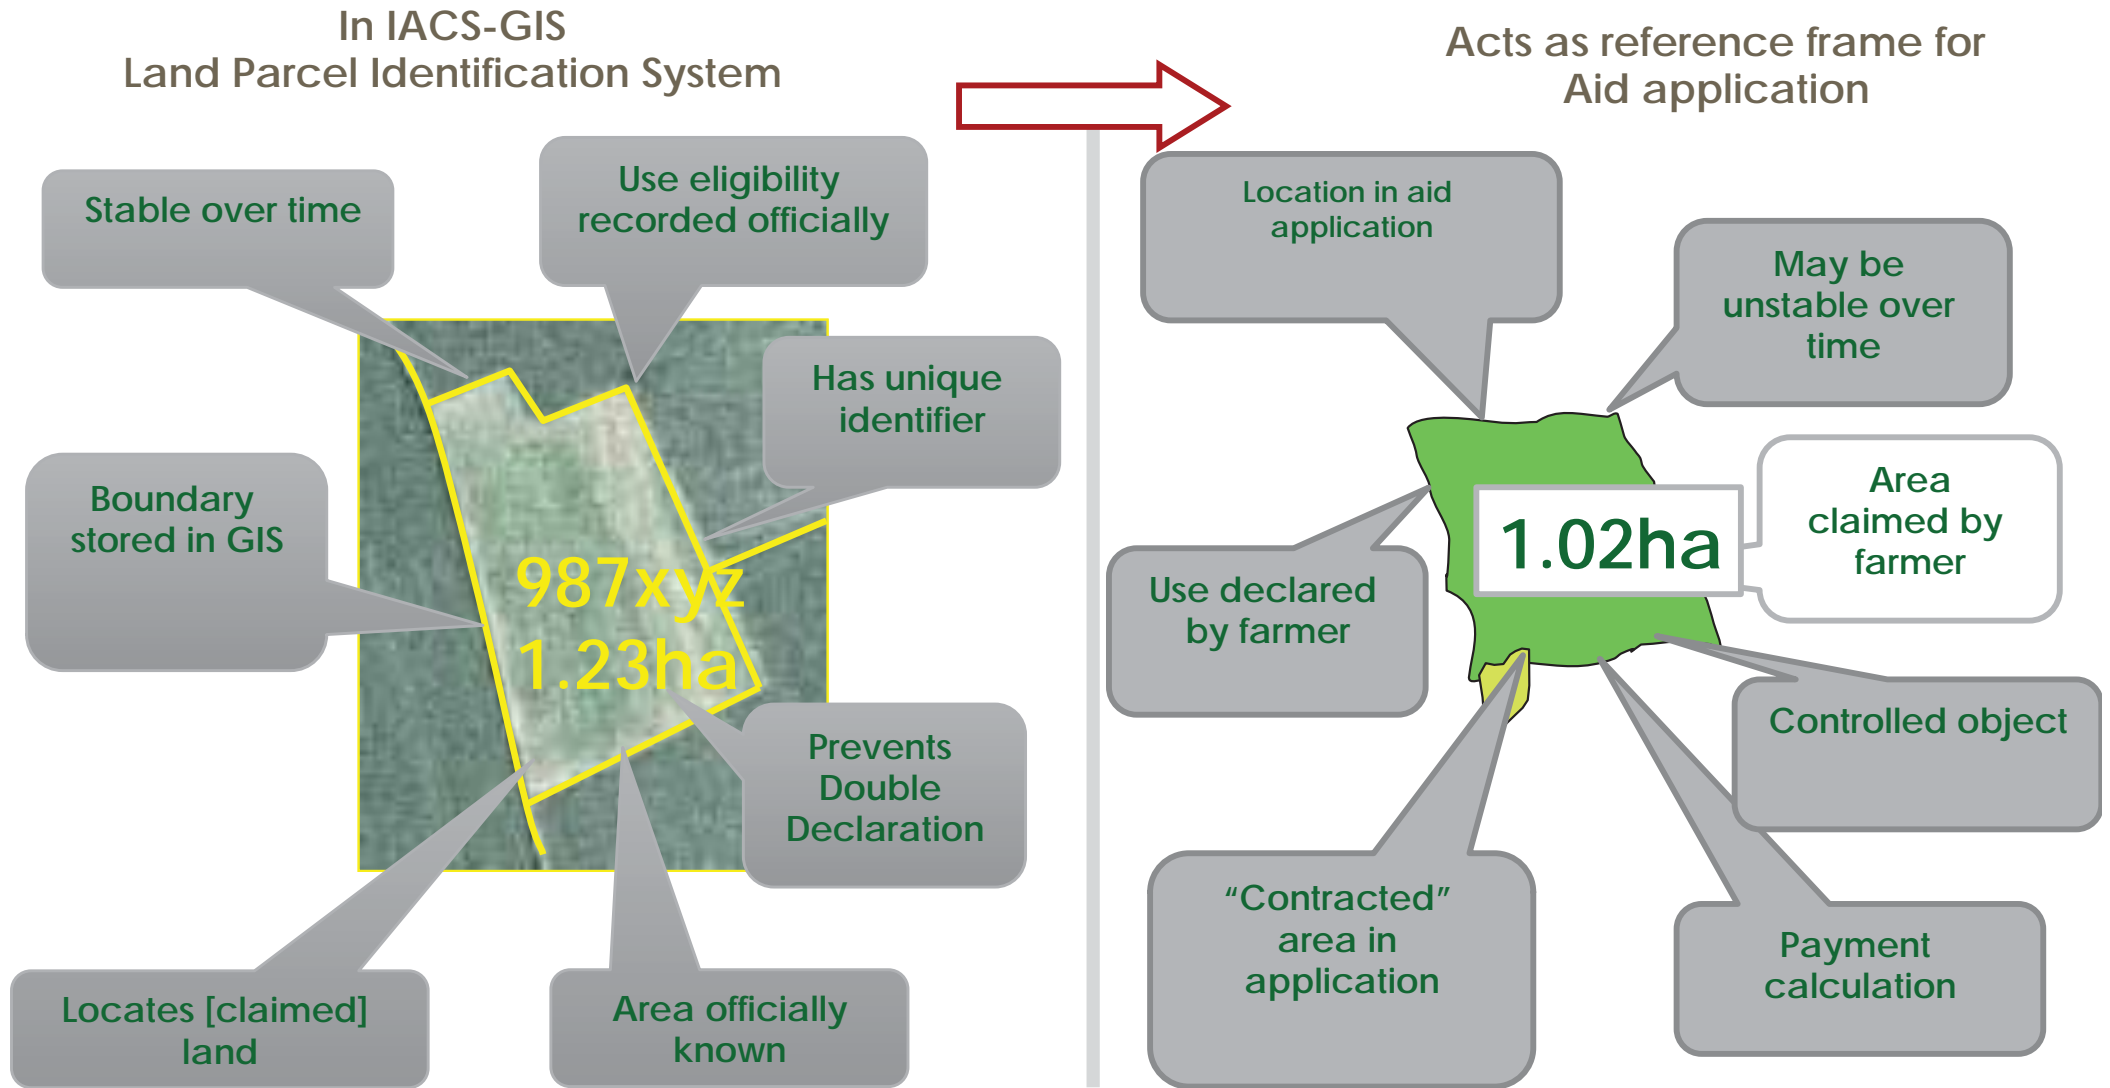 In IACS-GIS
Land Parcel Identification System
Acts as reference frame for
Aid application
Stable over time
Use eligibility
recorded officially
Has unique
identifier
Boundary
stored in GIS
987xyz
1.23ha
Prevents
Double
Declaration
Locates [claimed]
land
Area officially
known
Location in aid
application
May be
unstable over
time
Area
claimed by
farmer
1.02ha
Use declared
by farmer
Controlled object
“Contracted”
area in
application
Payment
calculation